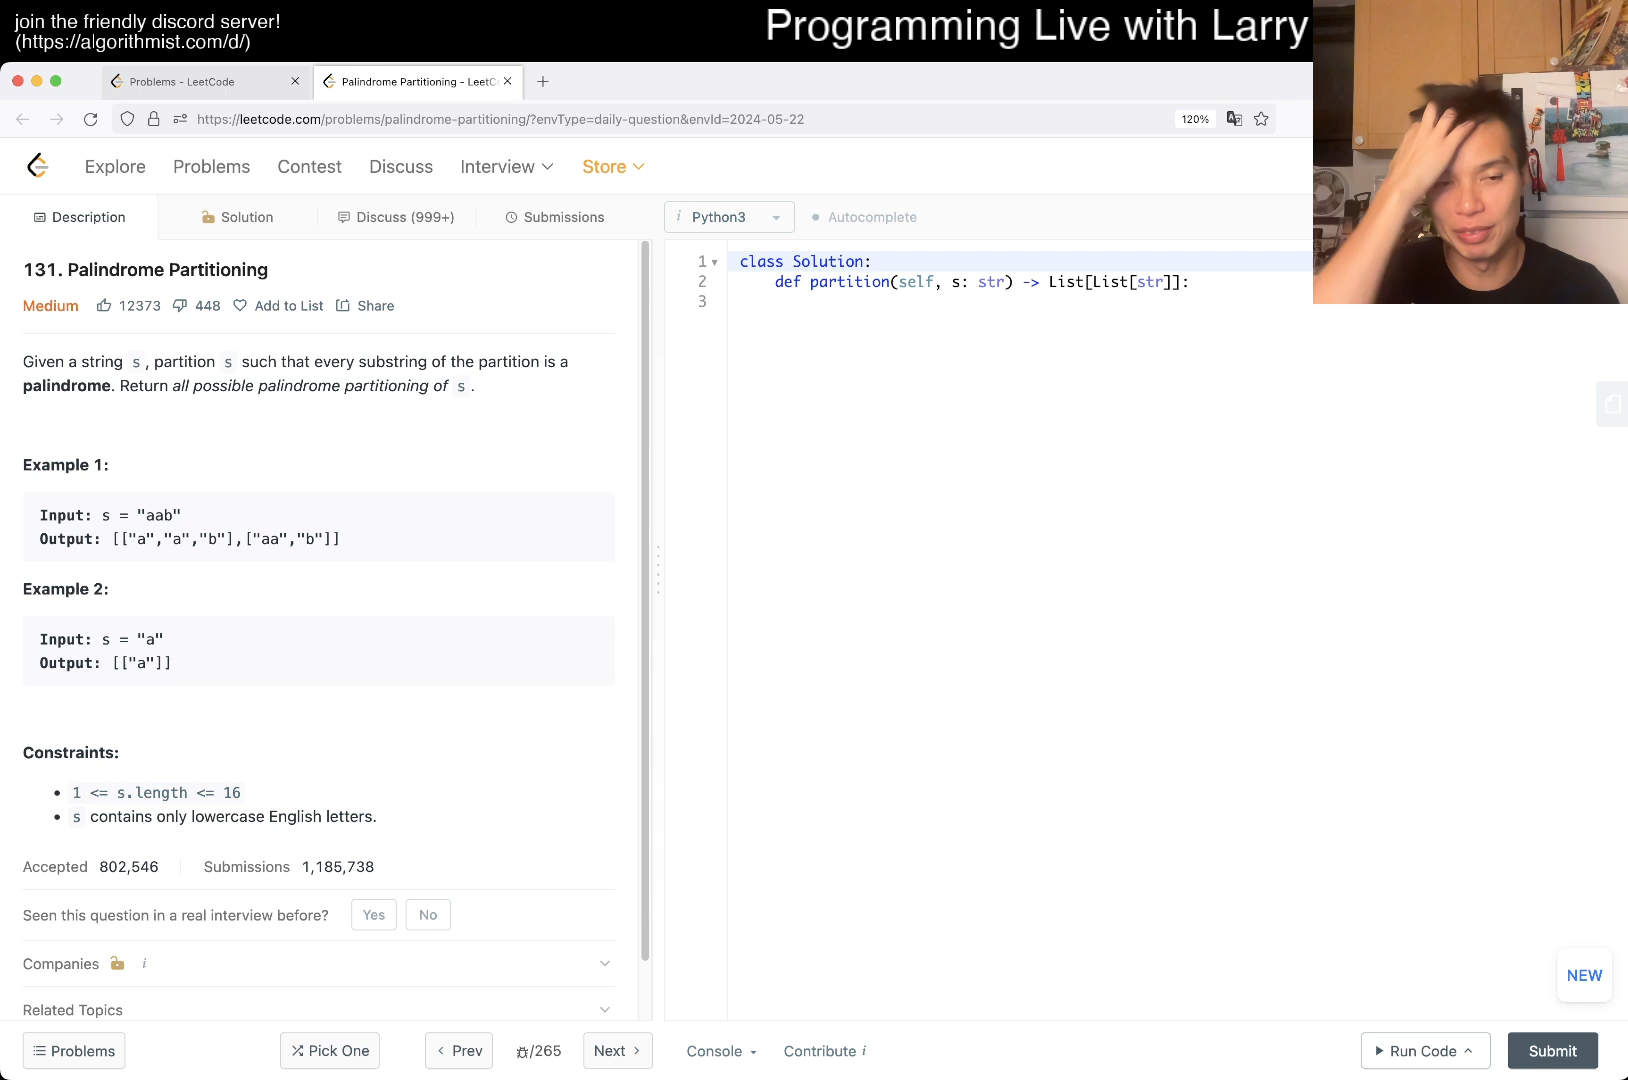 join the friendly discord server!
(https://algorithmist.com/d/)
Programming Live with Larry
Problems - LeetCode
Palindrome Partitioning - LeetC
https://leetcode.com/problems/palindrome-partitioning/?envType=daily-question&envId=2024-05-22
120%
Explore
Problems
Contest
Discuss
Interview
Store
Description
Solution
Discuss (999+)
Submissions
i Python3
Autocomplete
131. Palindrome Partitioning
Medium
12373
448
Add to List
Share
Given a string s, partition s such that every substring of the partition is a
palindrome. Return all possible palindrome partitioning of s.
Example 1:
Input: s = "aab"
Output: [["a","a","b"],["aa","b"]]
Example 2:
Input: s = "a"
Output: [["a"]]
Constraints:
• 1 <= s.length <= 16
• s contains only lowercase English letters.
Accepted 802,546
Submissions 1,185,738
Seen this question in a real interview before?
Yes
No
Companies
i
Related Topics
1 class Solution:
2 def partition(self, s: str) -> List[List[str]]:
3
NEW
Problems
Pick One
Prev
/265
Next
Console
Contribute i
Run Code
Submit